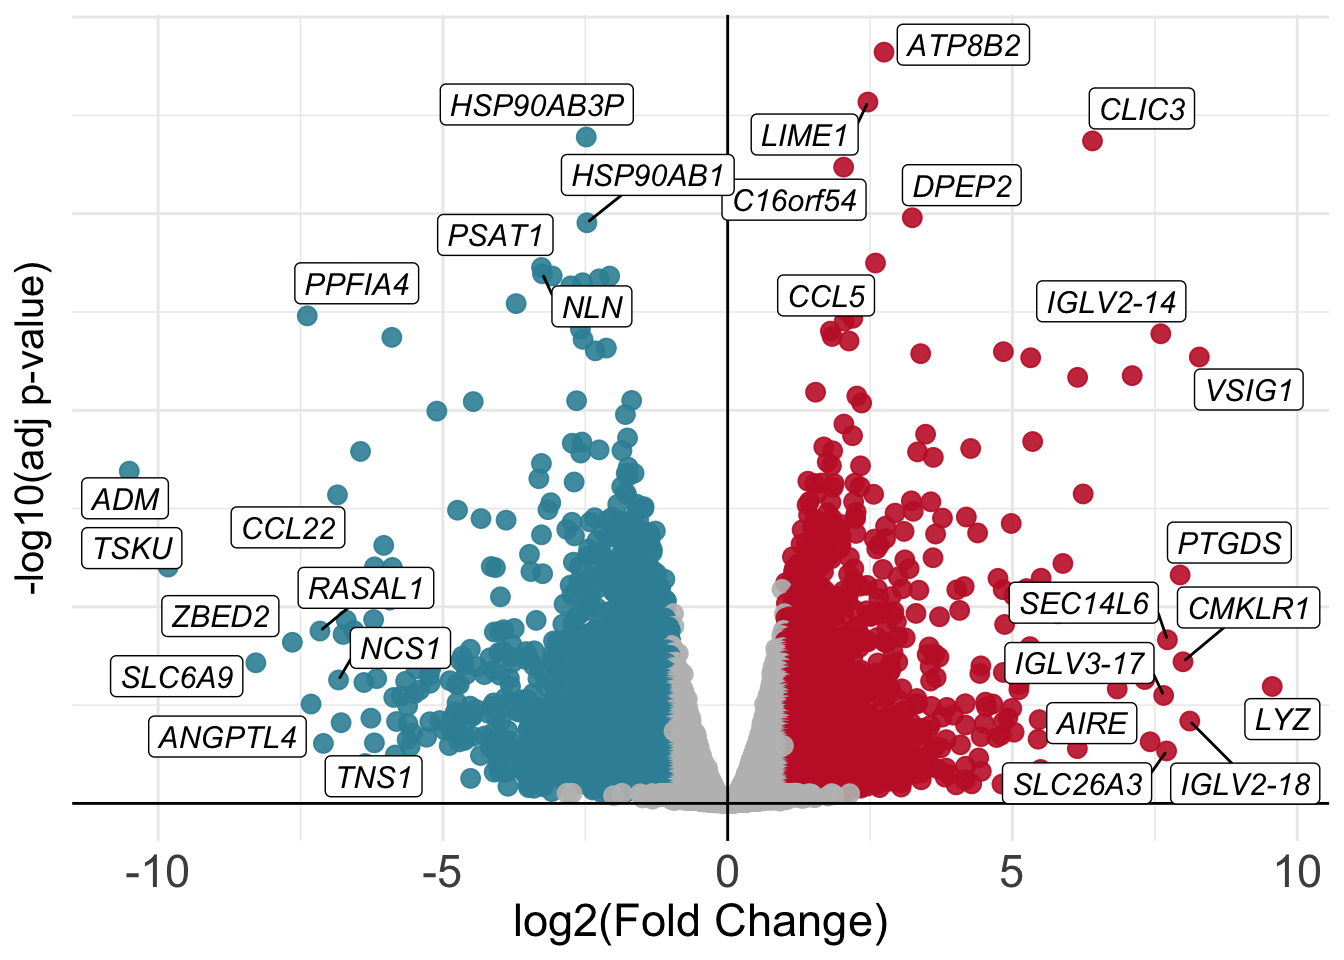 ATP8B2
HSP90AB3P
CLIC3
LIME1
HSP90AB1
DPEP2
C16orf54
PSAT1
PPFIA4
CCL5
NLN
IGLV2-14
VSIG1
ADM
CCL22
TSKU
PTGDS
RASAL1
SEC14L6
CMKLR1
ZBED2
NCS1
IGLV3-17
SLC6A9
LYZ
AIRE
ANGPTL4
TNS1
SLC26A3
IGLV2-18
-log10(adj p-value)
-10
-5
0
5
10
log2(Fold Change)